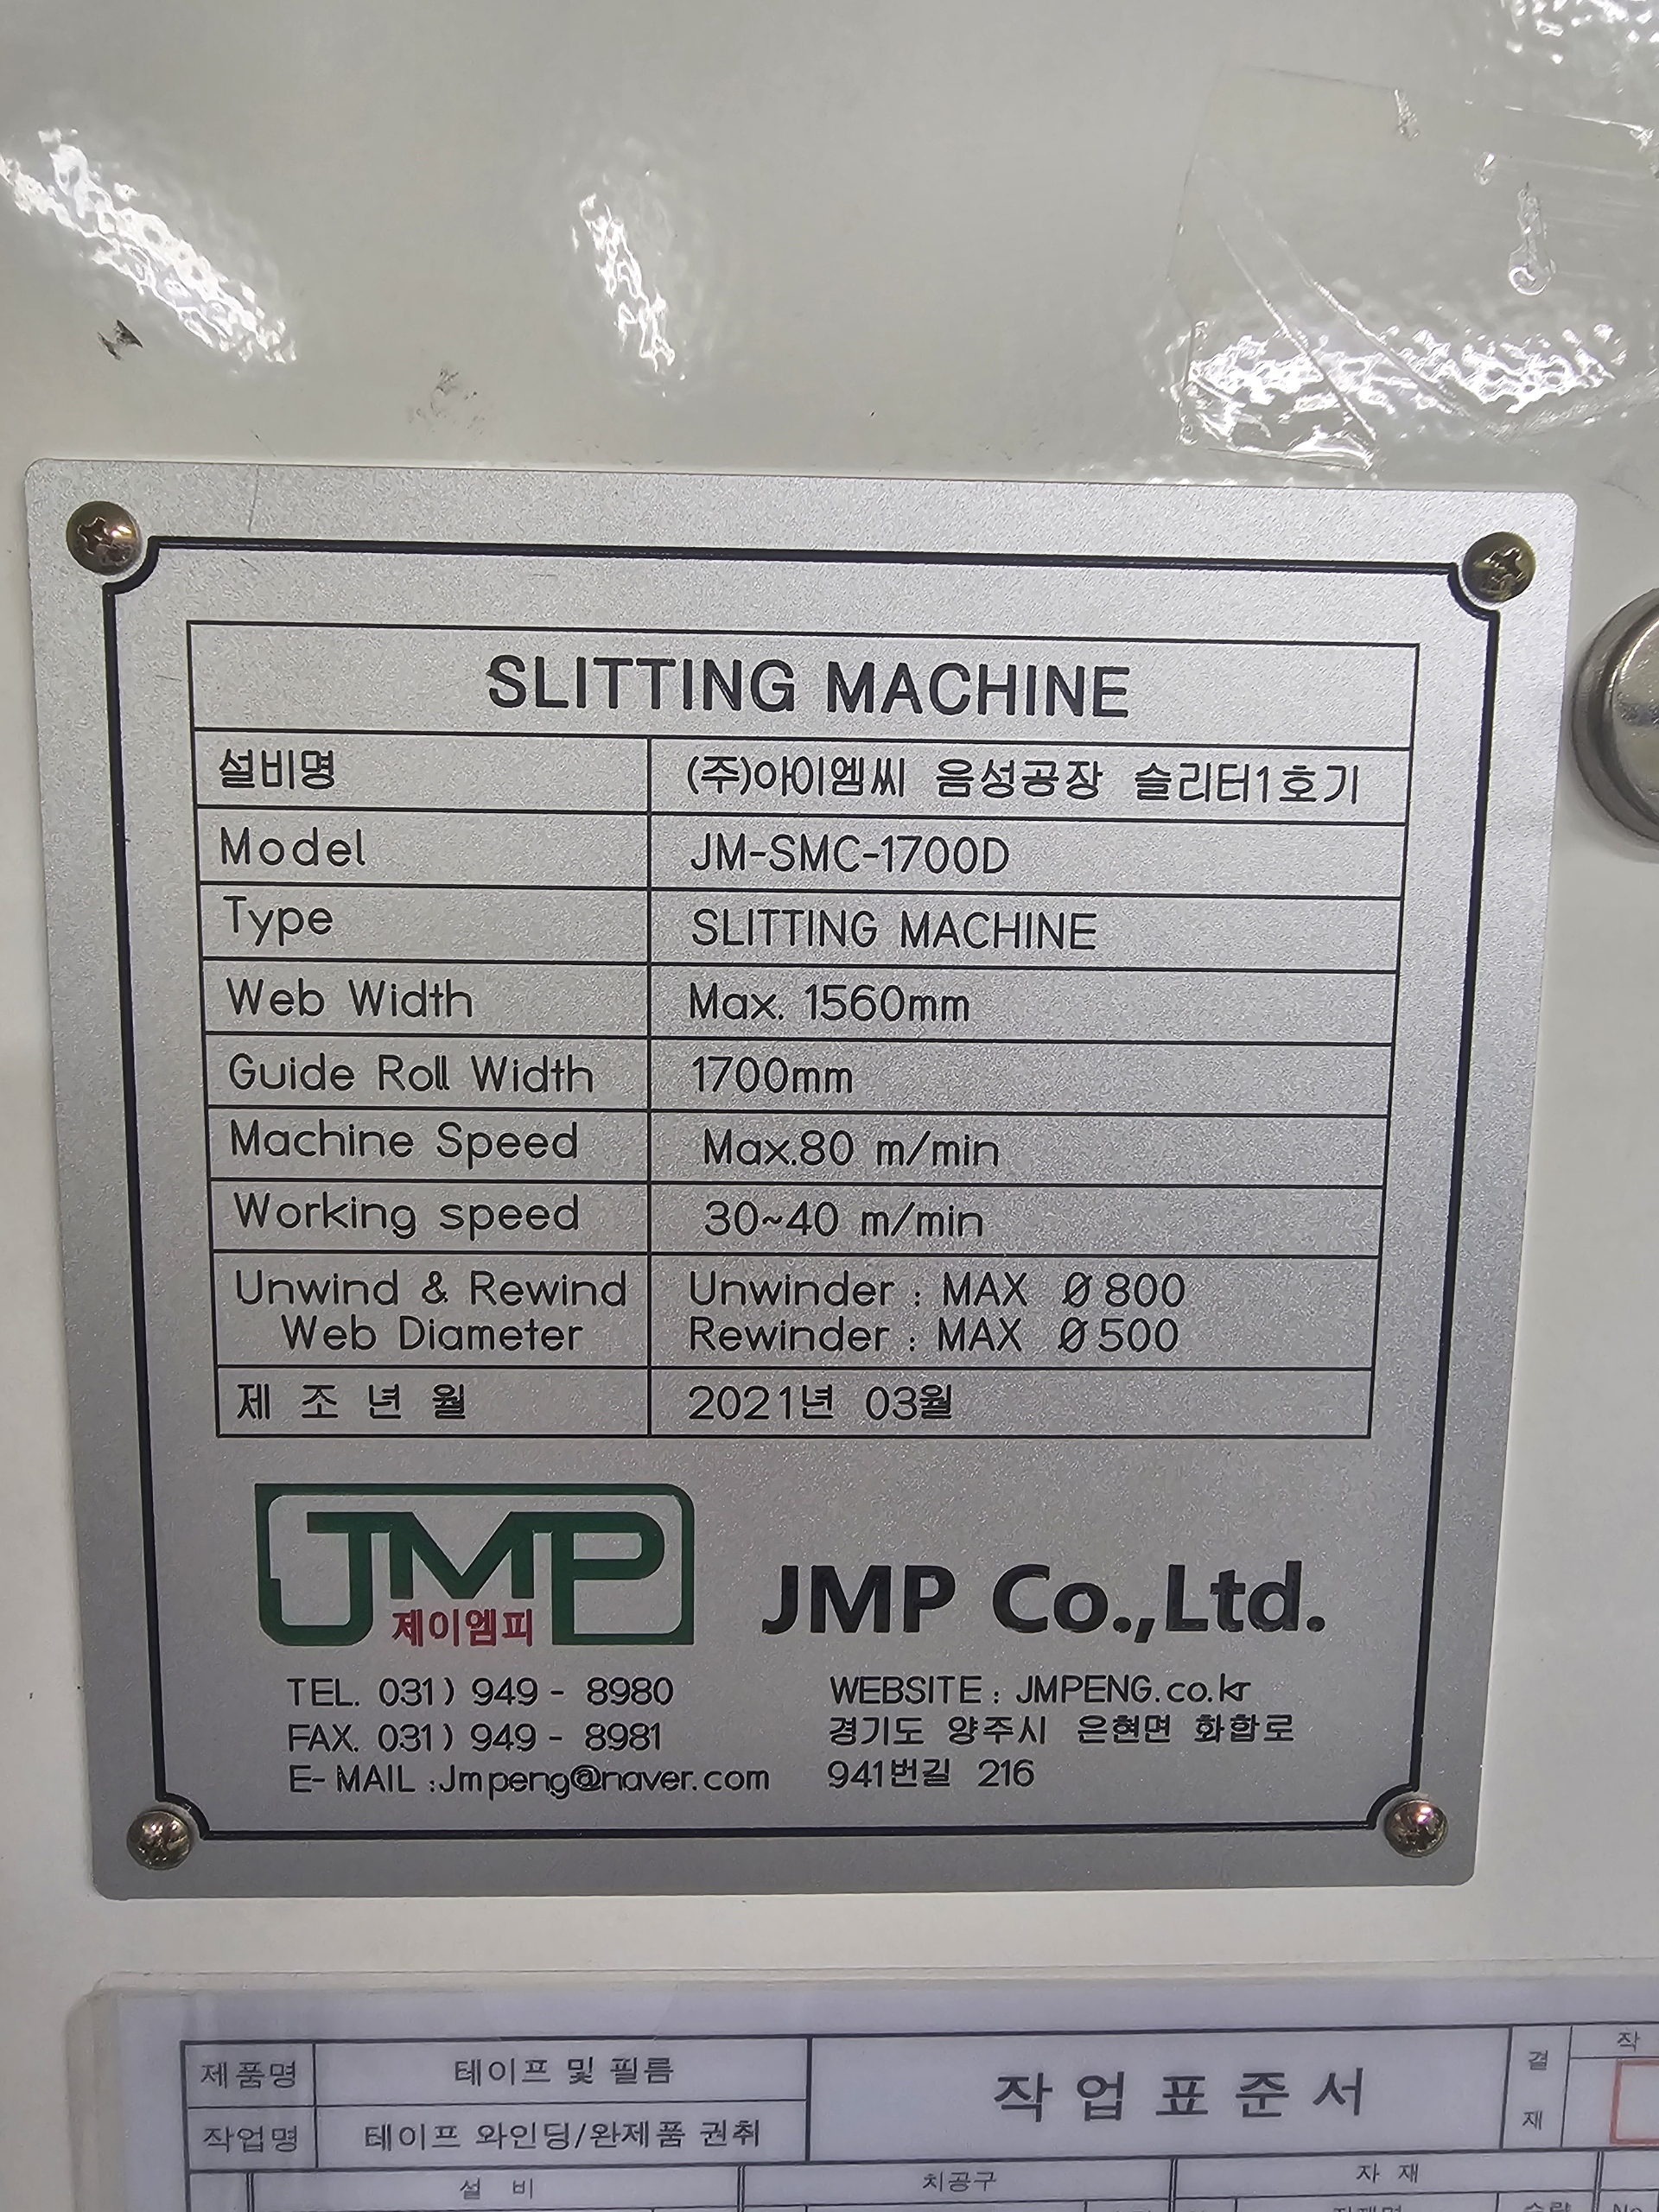 SLITTING MACHINE
설비명 (주)아이엠씨 음성공장 슬리터1호기
Model JM-SMC-1700D
Type SLITTING MACHINE
Web Width Max. 1560mm
Guide Roll Width 1700mm
Machine Speed Max.80 m/min
Working speed 30~40 m/min
Unwind & Rewind Unwinder : MAX Ø800
Web Diameter Rewinder : MAX Ø500
제 조 년 월 2021년 03월
JMP
제이엠피
JMP Co.,Ltd.
TEL. 031) 949 - 8980
FAX. 031) 949 - 8981
E-MAIL :Jmpeng@naver.com
WEBSITE : JMPENG.co.kr
경기도 양주시 은현면 화합로
941번길 216
제품명 테이프 및 필름
작업명 테이프 와인딩/완제품 권취
작업표준서
결
재
작
설 비 치공구 자 재